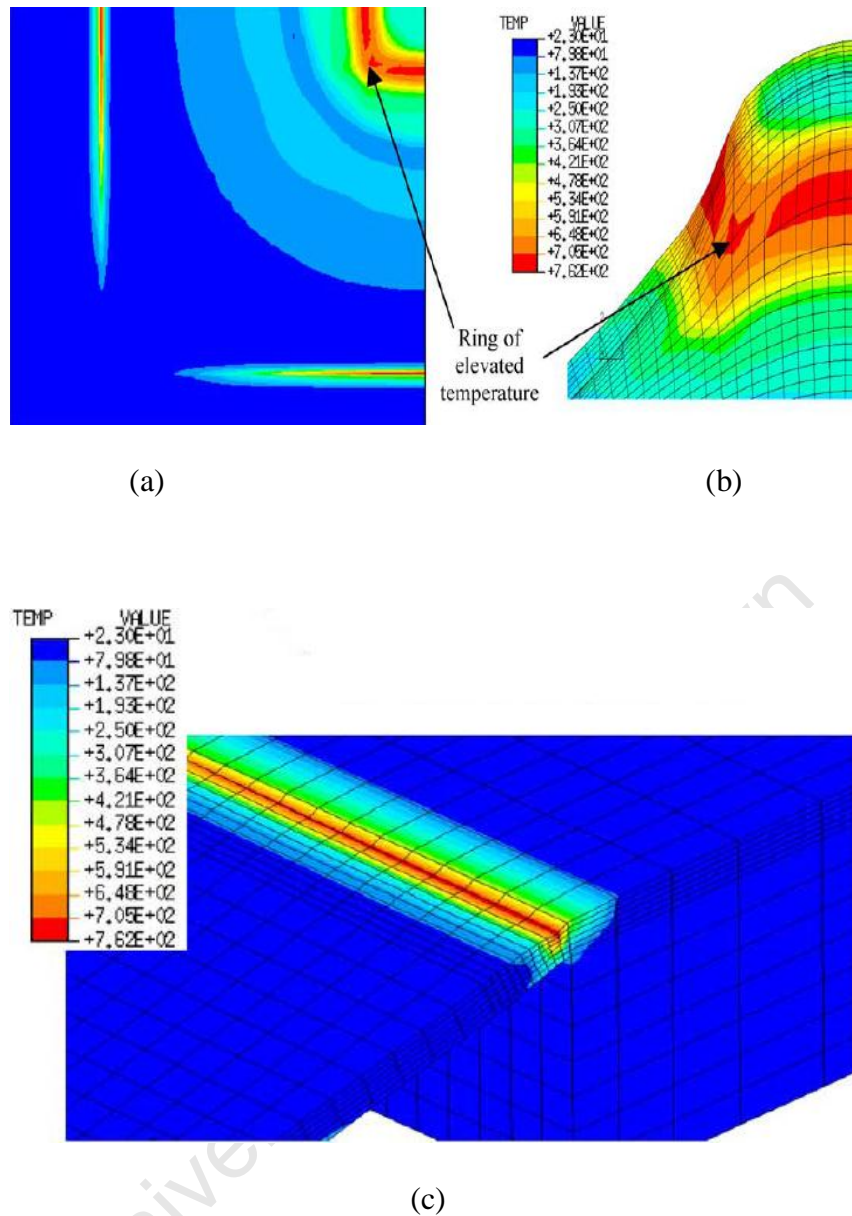 TEMP VALUE
+2.30E+01
+7.98E+01
+1.37E+02
+1.93E+02
+2.50E+02
+3.07E+02
+3.64E+02
+4.21E+02
+4.78E+02
+5.34E+02
+5.91E+02
+6.48E+02
+7.05E+02
+7.62E+02
Ring of
elevated
temperature
(a)
(b)
TEMP VALUE
+2.30E+01
+7.98E+01
+1.37E+02
+1.93E+02
+2.50E+02
+3.07E+02
+3.64E+02
+4.21E+02
+4.78E+02
+5.34E+02
+5.91E+02
+6.48E+02
+7.05E+02
+7.62E+02
(c)